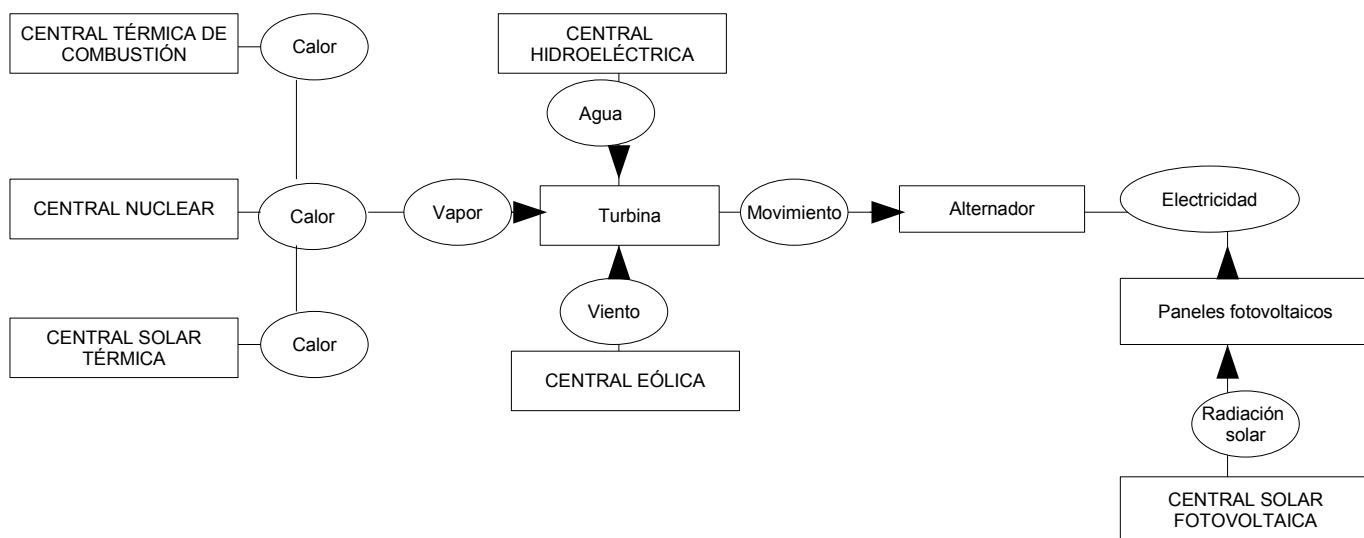 CENTRAL TÉRMICA DE
COMBUSTIÓN
Calor
CENTRAL
HIDROELÉCTRICA
Agua
CENTRAL NUCLEAR
Calor
Vapor
Turbina
Movimiento
Alternador
Electricidad
Viento
Paneles fotovoltaicos
CENTRAL SOLAR
TÉRMICA
Calor
CENTRAL EÓLICA
Radiación
solar
CENTRAL SOLAR
FOTOVOLTAICA